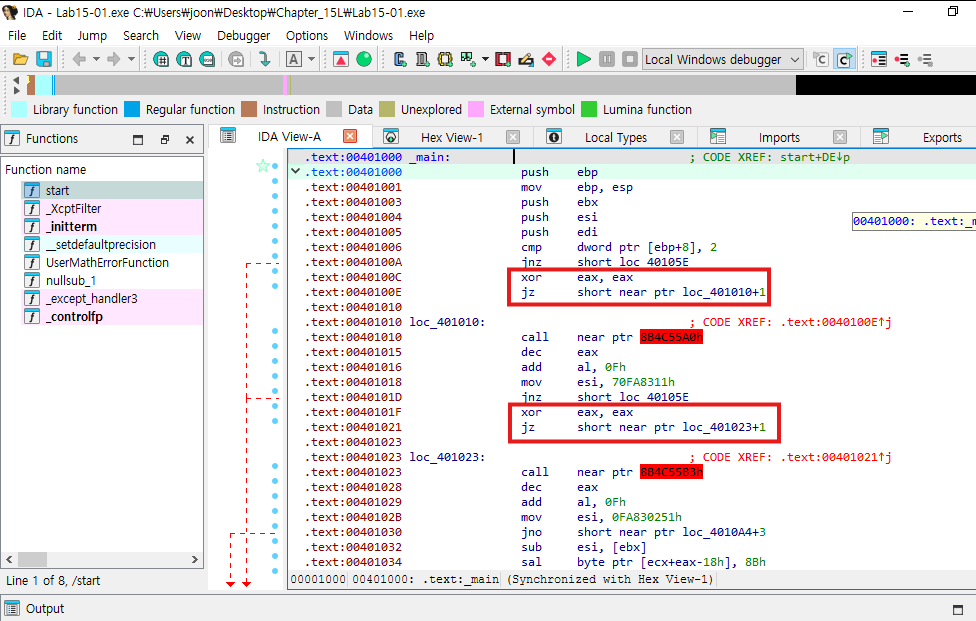 IDA - Lab15-01.exe C:₩Users₩joon₩Desktop₩Chapter_15L₩Lab15-01.exe
File Edit Jump Search View Debugger Options Windows Help
Local Windows debugger
Library function Regular function Instruction Data Unexplored External symbol Lumina function
Functions
IDA View-A Hex View-1 Local Types Imports Exports
Function name
start
_XcptFilter
_initterm
__setdefaultprecision
UserMathErrorFunction
nullsub_1
_except_handler3
_controlfp
Line 1 of 8, /start
.text:00401000 _main: ; CODE XREF: start+DE↓p
.text:00401000 push ebp
.text:00401001 mov ebp, esp
.text:00401003 push ebx
.text:00401004 push esi
.text:00401005 push edi
.text:00401006 cmp dword ptr [ebp+8], 2
.text:0040100A jnz short loc_40105E
.text:0040100C xor eax, eax
.text:0040100E jz short near ptr loc_401010+1
.text:00401010
.text:00401010 loc_401010: ; CODE XREF: .text:0040100E↑j
.text:00401010 call near ptr 8B4C55A0h
.text:00401015 dec eax
.text:00401016 add al, 0Fh
.text:00401018 mov esi, 70FA8311h
.text:0040101D jnz short loc_40105E
.text:0040101F xor eax, eax
.text:00401021 jz short near ptr loc_401023+1
.text:00401023
.text:00401023 loc_401023: ; CODE XREF: .text:00401021↑j
.text:00401023 call near ptr 8B4C55B3h
.text:00401028 dec eax
.text:00401029 add al, 0Fh
.text:0040102B mov esi, 0FA830251h
.text:00401030 jno short near ptr loc_4010A4+3
.text:00401032 sub esi, [ebx]
.text:00401034 sal byte ptr [ecx+eax-18h], 8Bh
00401000: .text:_m
00001000 00401000: .text:_main (Synchronized with Hex View-1)
Output